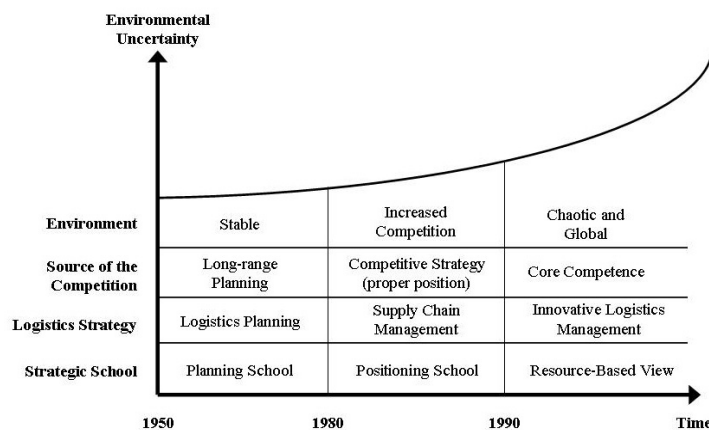 Environmental
Uncertainty
Environment
Stable
Increased
Competition
Chaotic and
Global
Source of the
Competition
Long-range
Planning
Competitive Strategy
(proper position)
Core Competence
Logistics Strategy
Logistics Planning
Supply Chain
Management
Innovative Logistics
Management
Strategic School
Planning School
Positioning School
Resource-Based View
1950
1980
1990
Time